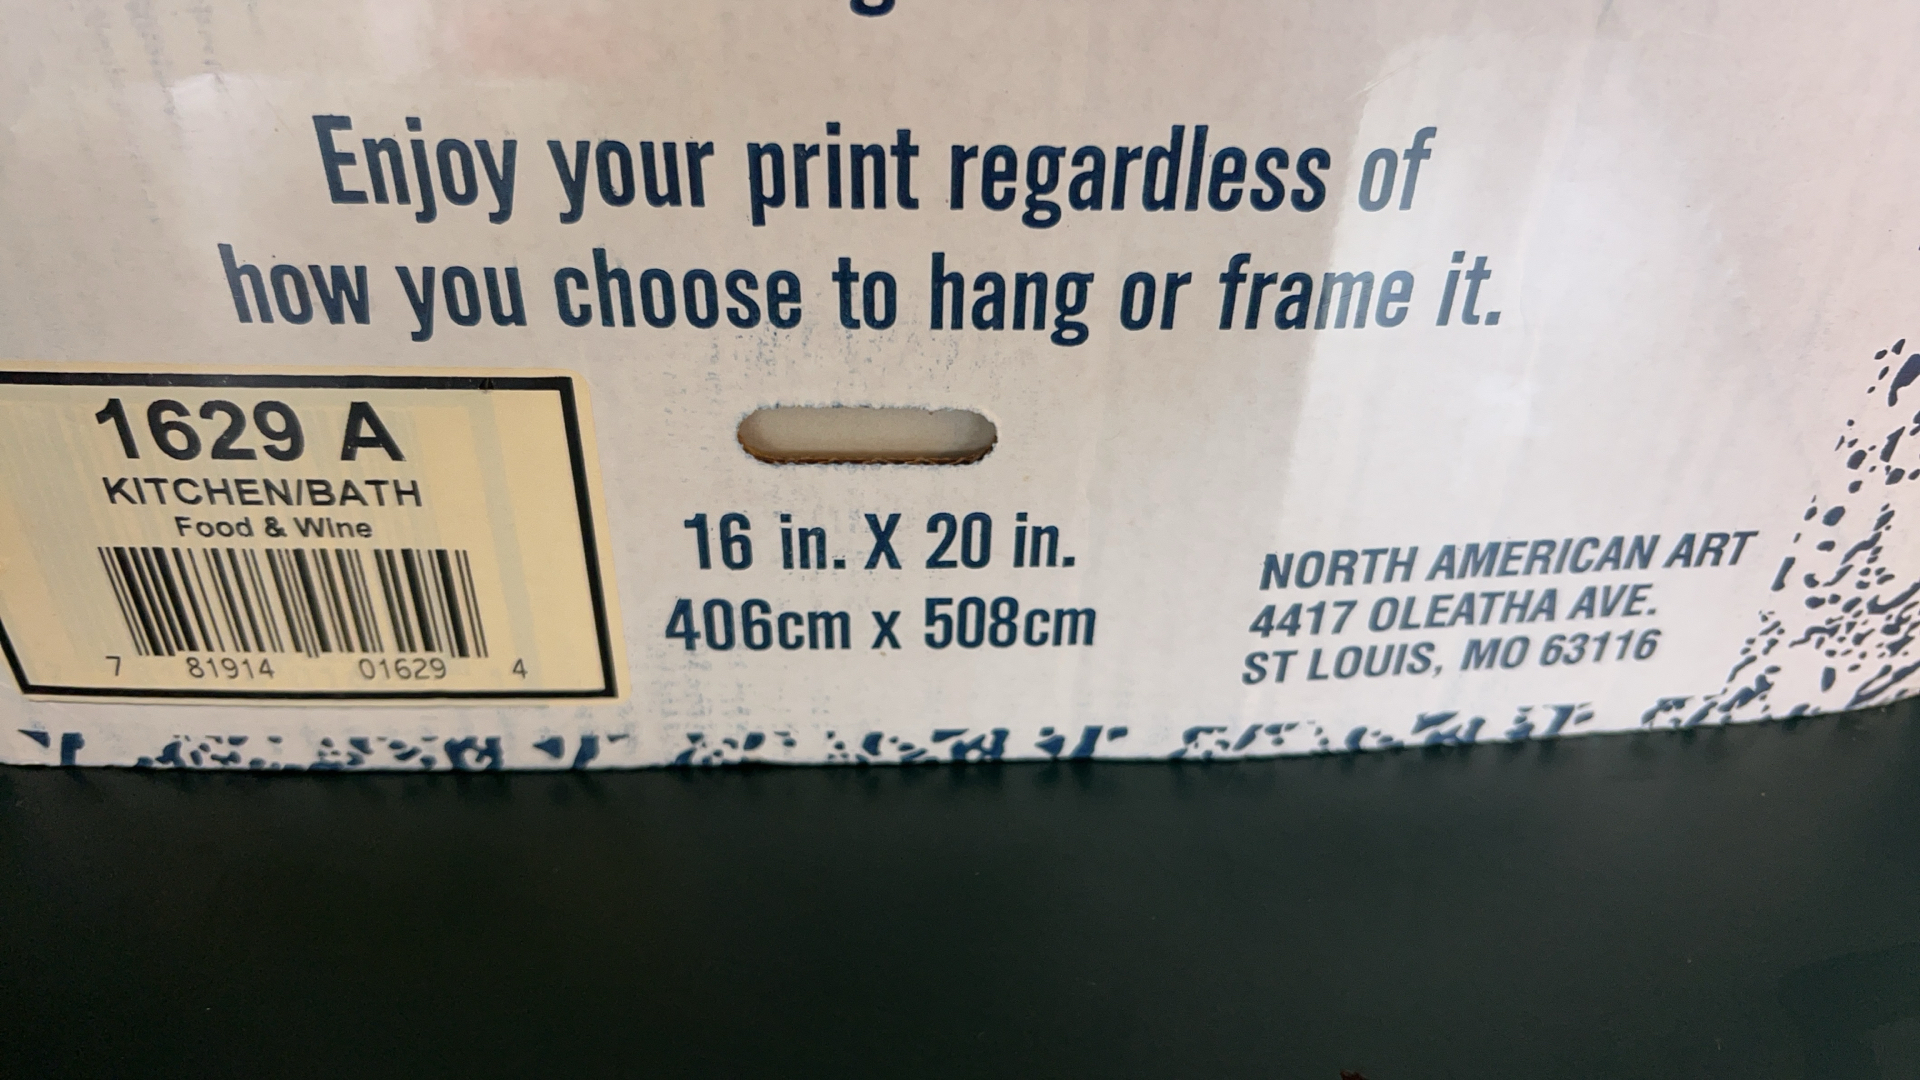 Enjoy your print regardless of
how you choose to hang or frame it.
1629 A
KITCHEN/BATH
Food & Wine
7 81914 01629 4
16 in. X 20 in.
406cm x 508cm
NORTH AMERICAN ART
4417 OLEATHA AVE.
ST LOUIS, MO 63116